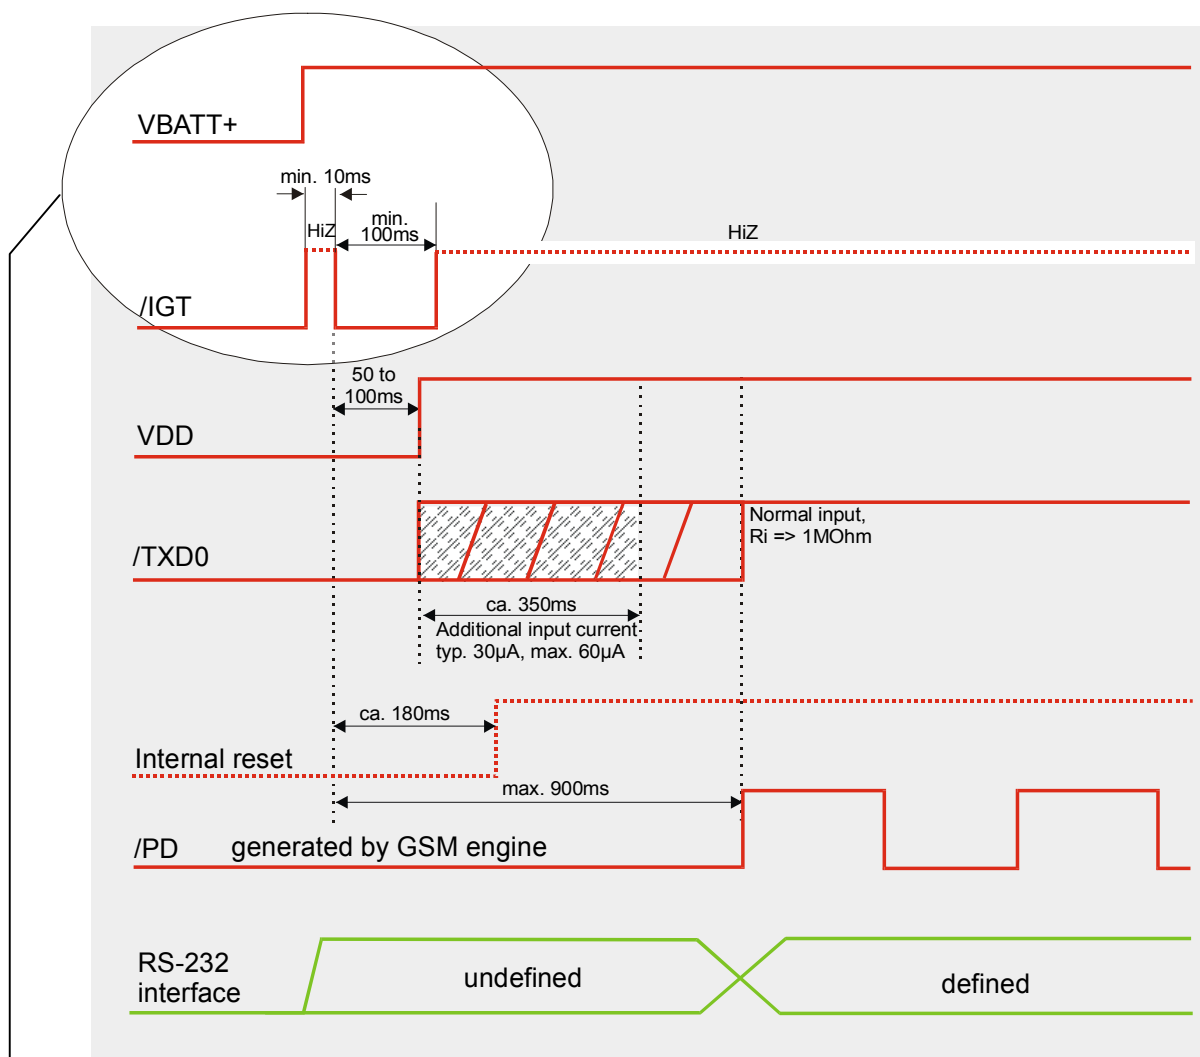 VBATT+
min. 10ms
HiZ
min.
100ms
HiZ
/IGT
50 to
100ms
VDD
Normal input,
Ri => 1MOhm
/TXD0
ca. 350ms
Additional input current
typ. 30µA, max. 60µA
ca. 180ms
Internal reset
max. 900ms
/PD generated by GSM engine
RS-232
interface
undefined
defined